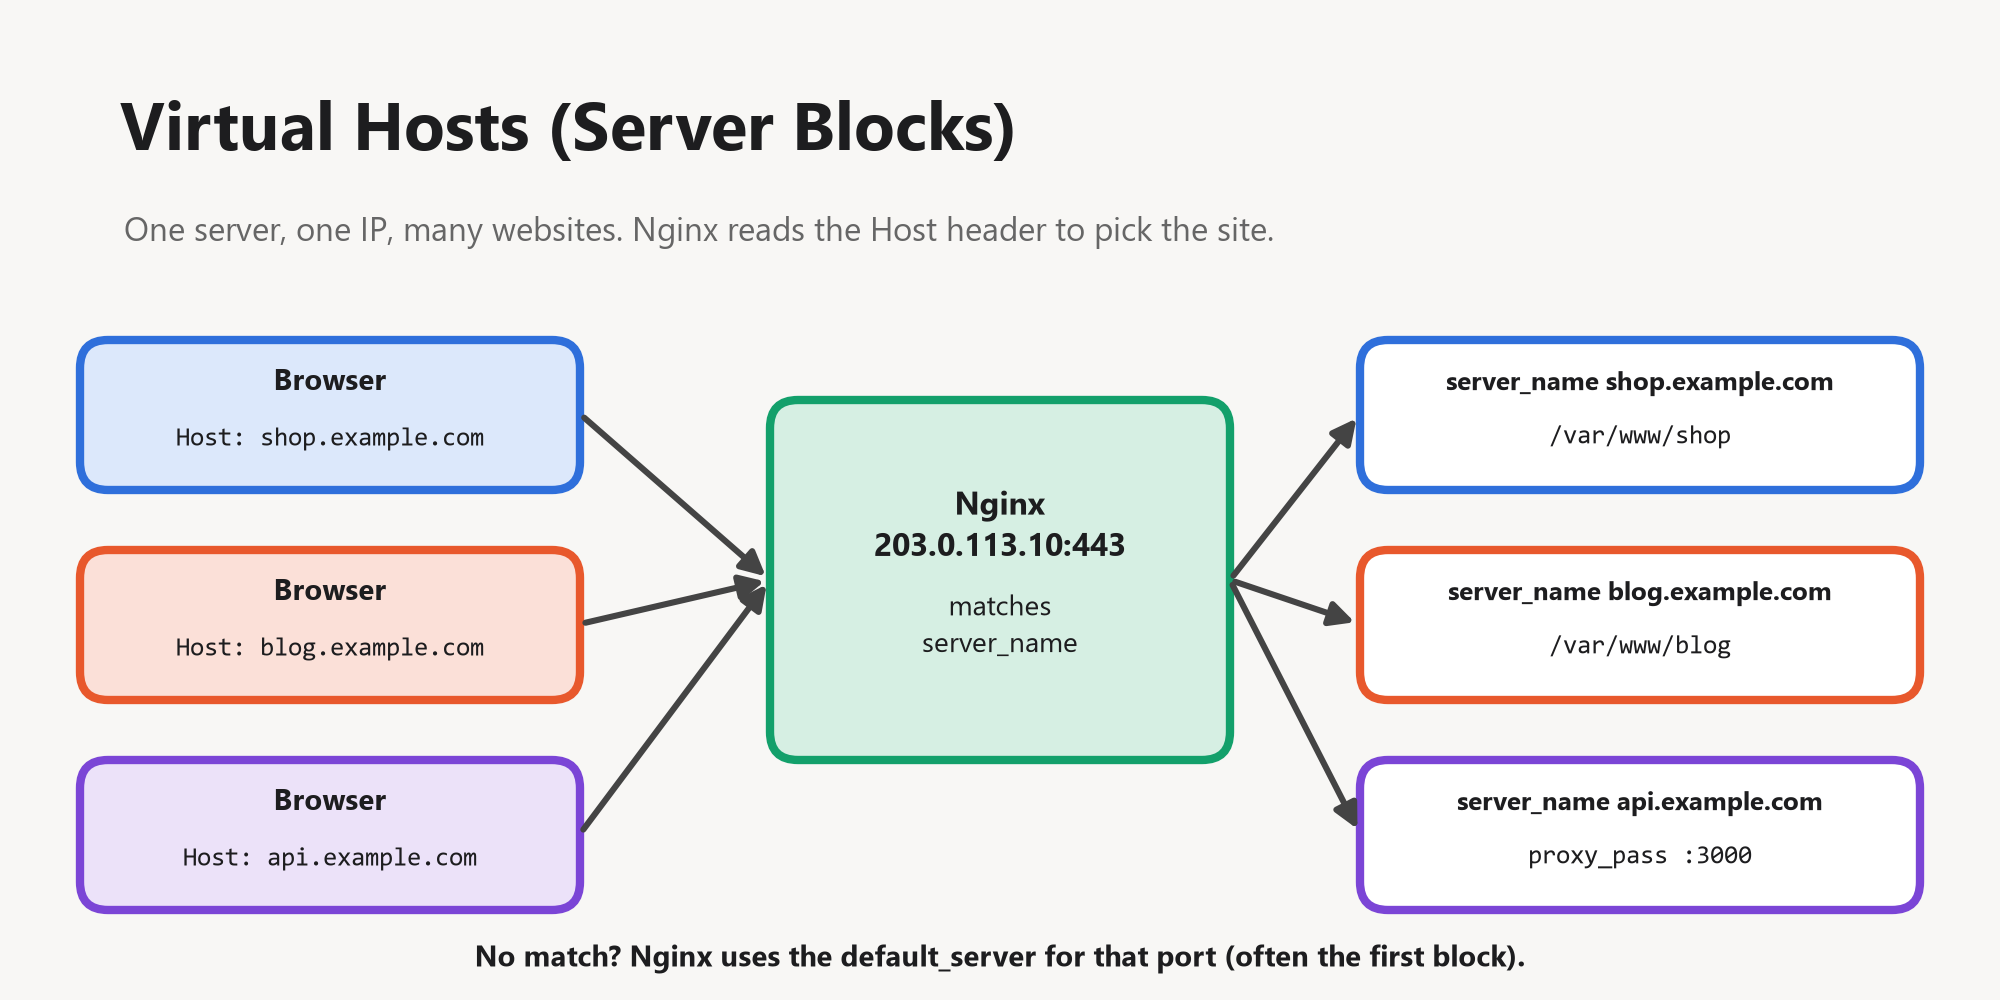 Virtual Hosts (Server Blocks)
One server, one IP, many websites. Nginx reads the Host header to pick the site.
Browser
Host: shop.example.com
Browser
Host: blog.example.com
Browser
Host: api.example.com
Nginx
203.0.113.10:443
matches
server_name
server_name shop.example.com
/var/www/shop
server_name blog.example.com
/var/www/blog
server_name api.example.com
proxy_pass :3000
No match? Nginx uses the default_server for that port (often the first block).